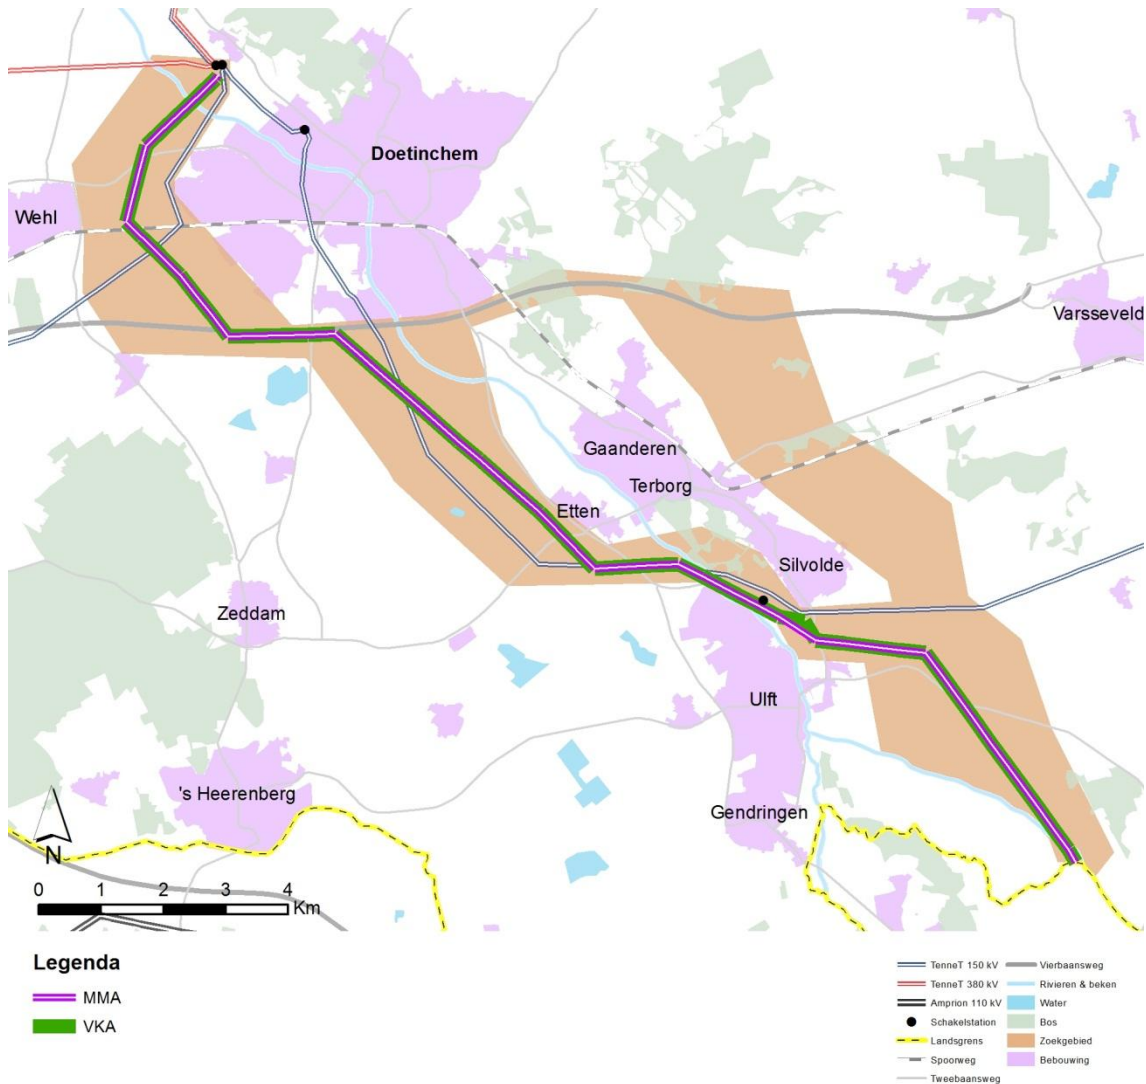 Doetinchem
Wehl
Varsseveld
Gaanderen
Terborg
Etten
Silvolde
Zeddam
Ulft
's Heerenberg
Gendringen
N
0 1 2 3 4
Km
Legenda
MMA
VKA
TenneT 150 kV
TenneT 380 kV
Amprion 110 kV
Schakelstation
Landsgrens
Spoorweg
Tweebaansweg
Vierbaansweg
Rivieren & beken
Water
Bos
Zoekgebied
Bebouwing